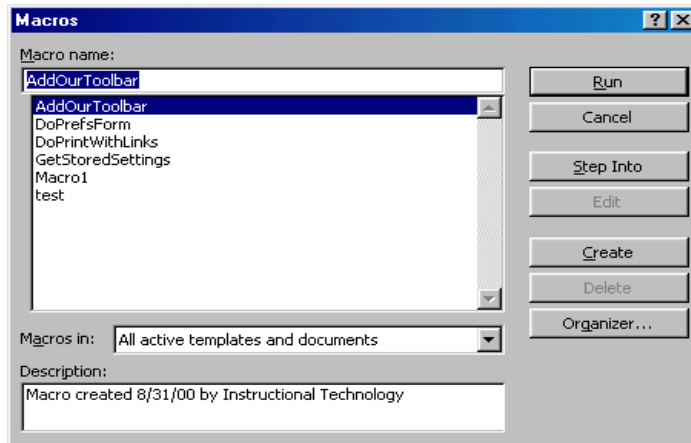 Macros
Macro name:
AddOurToolbar
AddOurToolbar
DoPrefsForm
DoPrintWithLinks
GetStoredSettings
Macro1
test
Run
Cancel
Step Into
Edit
Create
Delete
Organizer...
Macros in: All active templates and documents
Description:
Macro created 8/31/00 by Instructional Technology